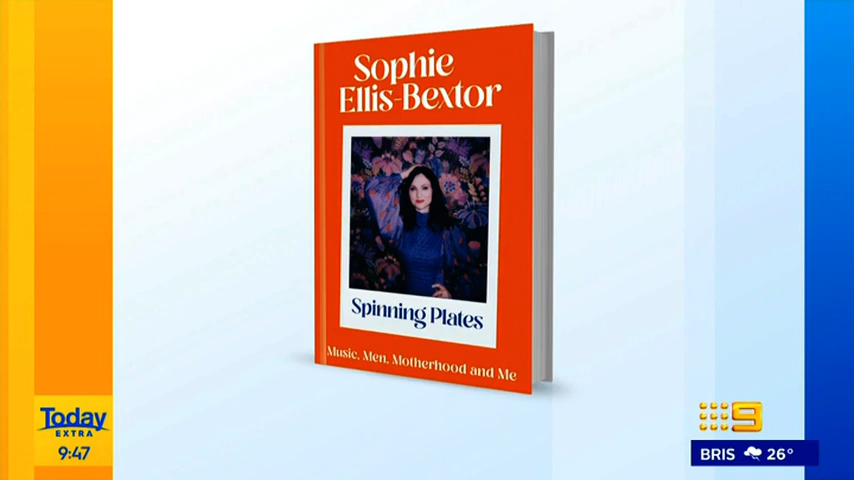 Sophie
Ellis-Bextor
Spinning Plates
Music, Men, Motherhood and Me
Today
EXTRA
9:47
9
BRIS 26°